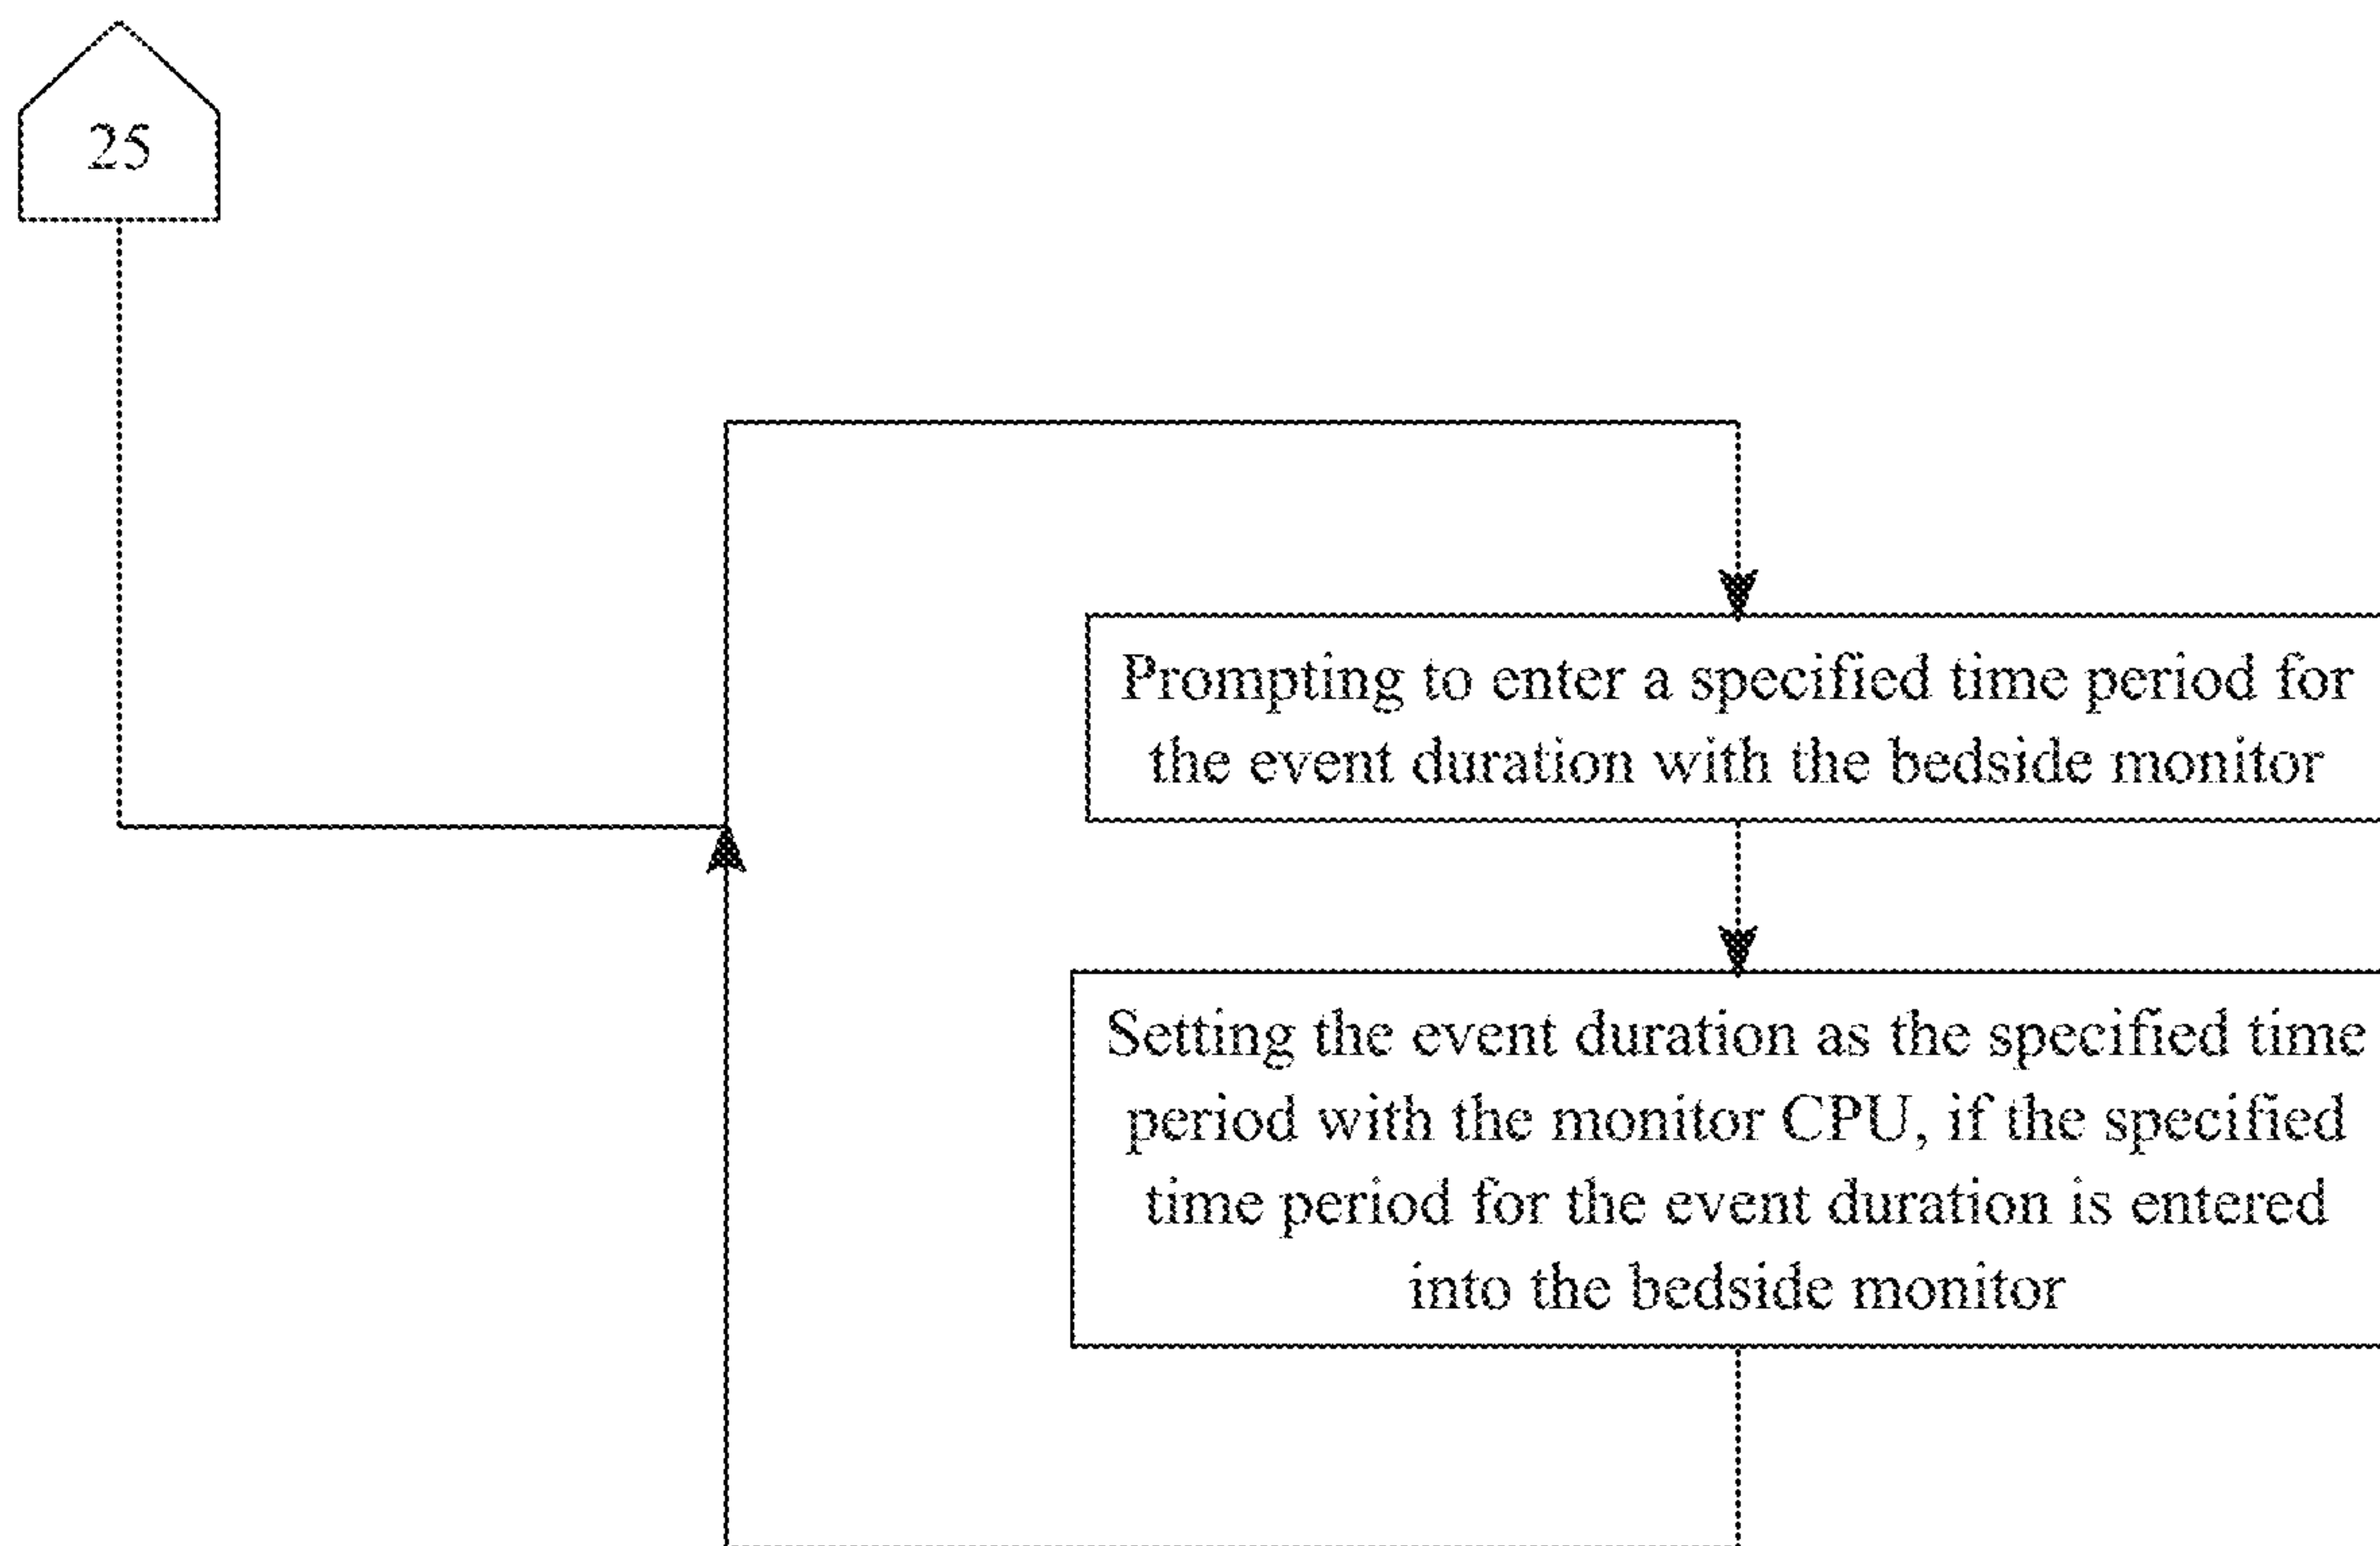 25
Prompting to enter a specified time period for
the event duration with the bedside monitor
Setting the event duration as the specified time
period with the monitor CPU, if the specified
time period for the event duration is entered
into the bedside monitor